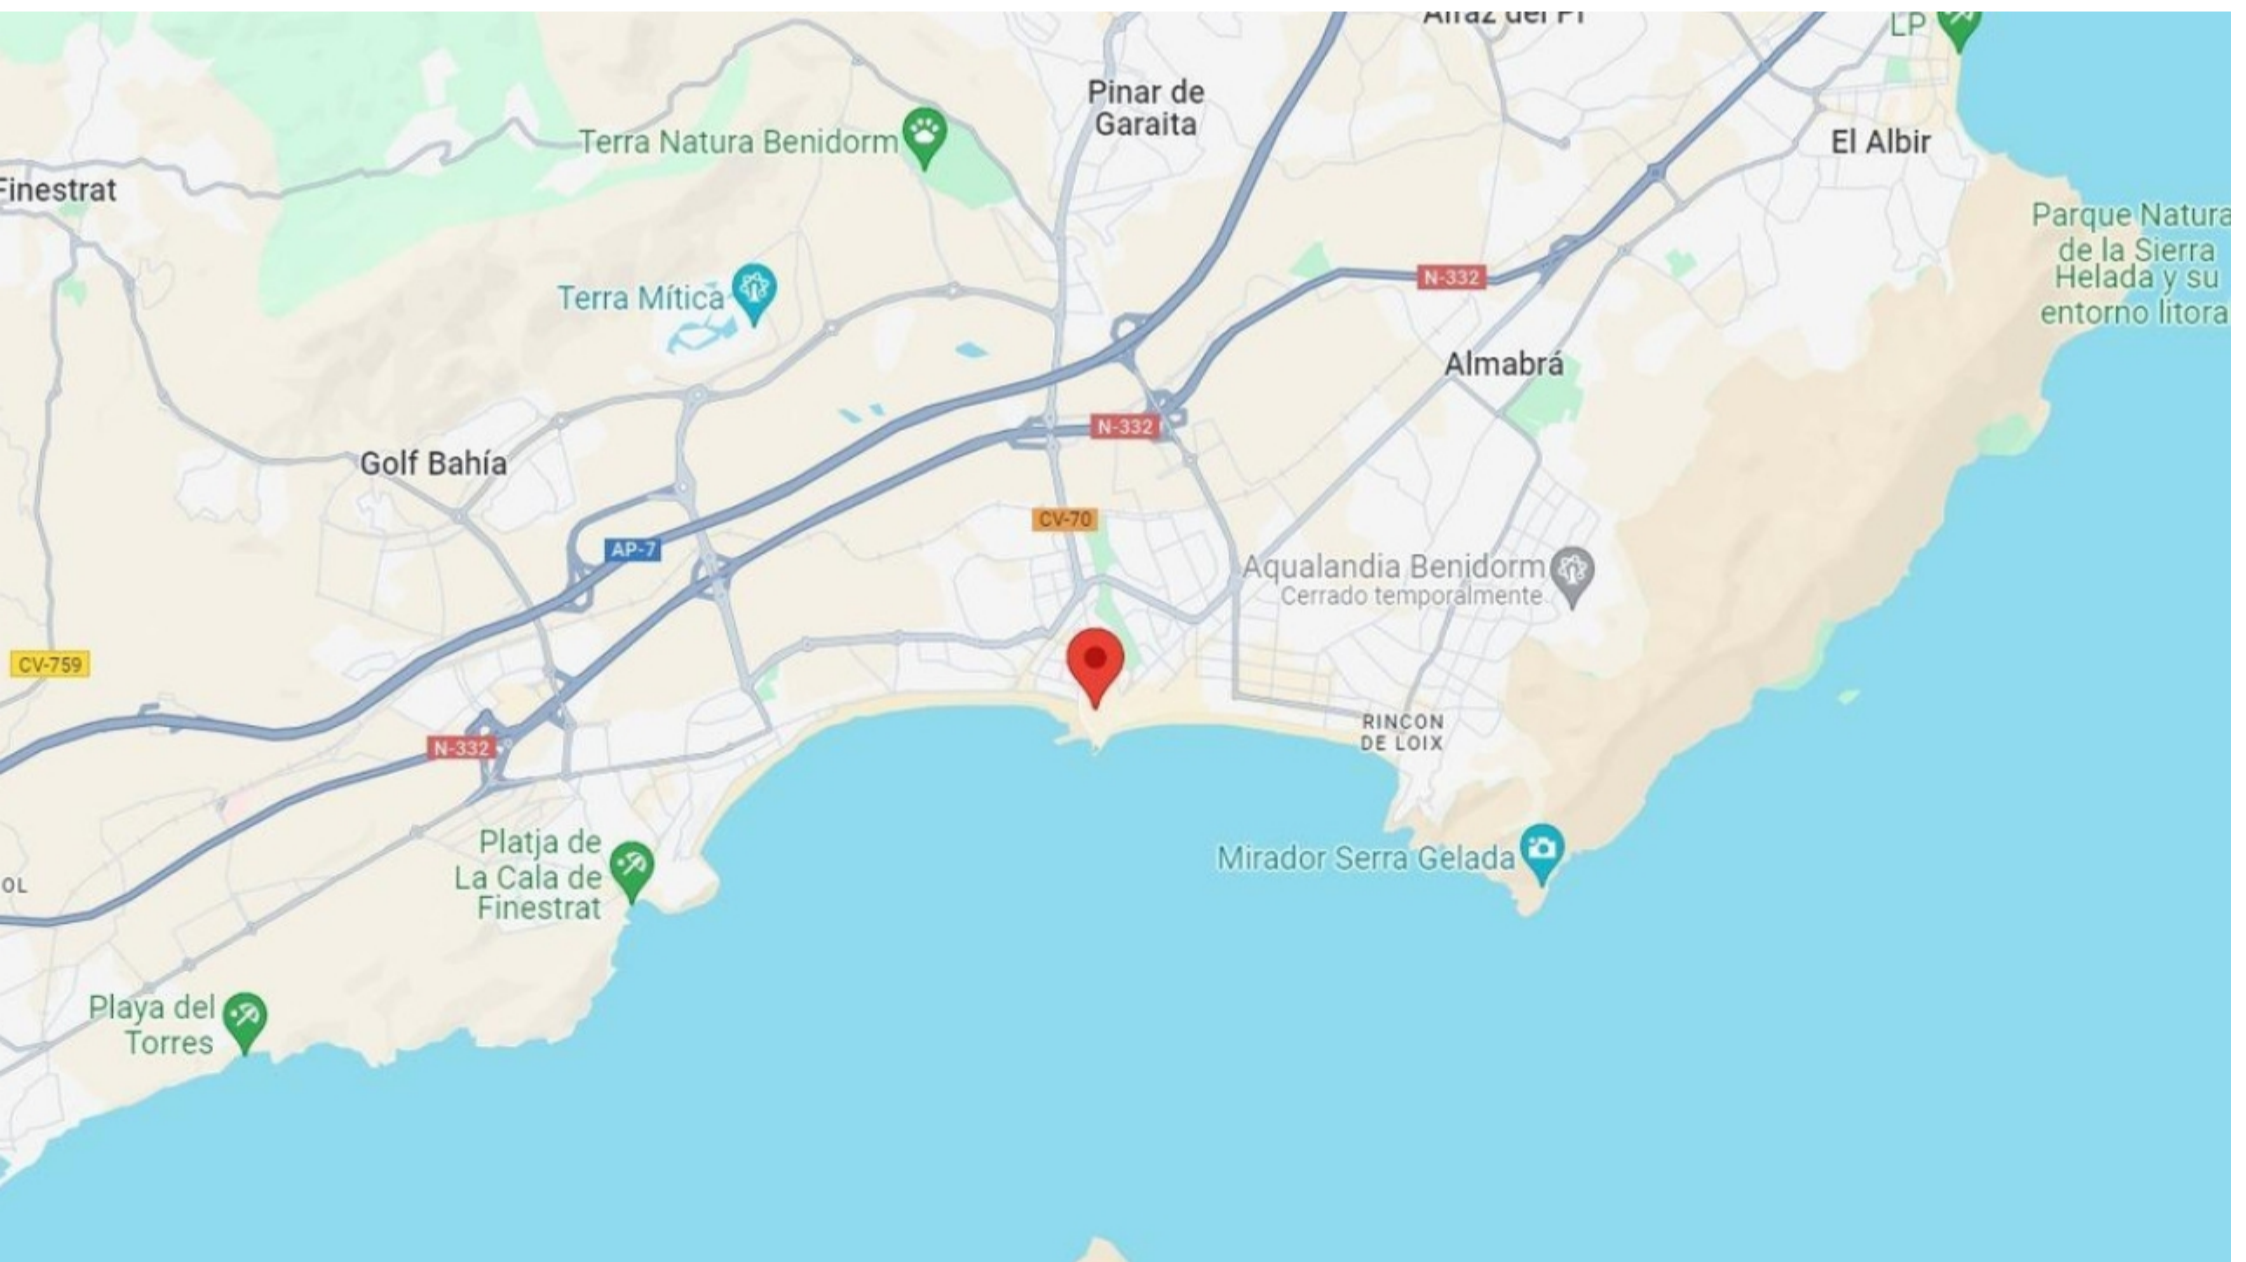 LP
Pinar de
Garaita
Terra Natura Benidorm
El Albir
Finestrat
Parque Natura
de la Sierra
Helada y su
entorno litora
Terra Mítica
N-332
Almabrá
N-332
Golf Bahía
CV-70
AP-7
Aqualandia Benidorm
Cerrado temporalmente
CV-759
RINCON
DE LOIX
N-332
Platja de
La Cala de
Finestrat
Mirador Serra Gelada
OL
Playa del
Torres